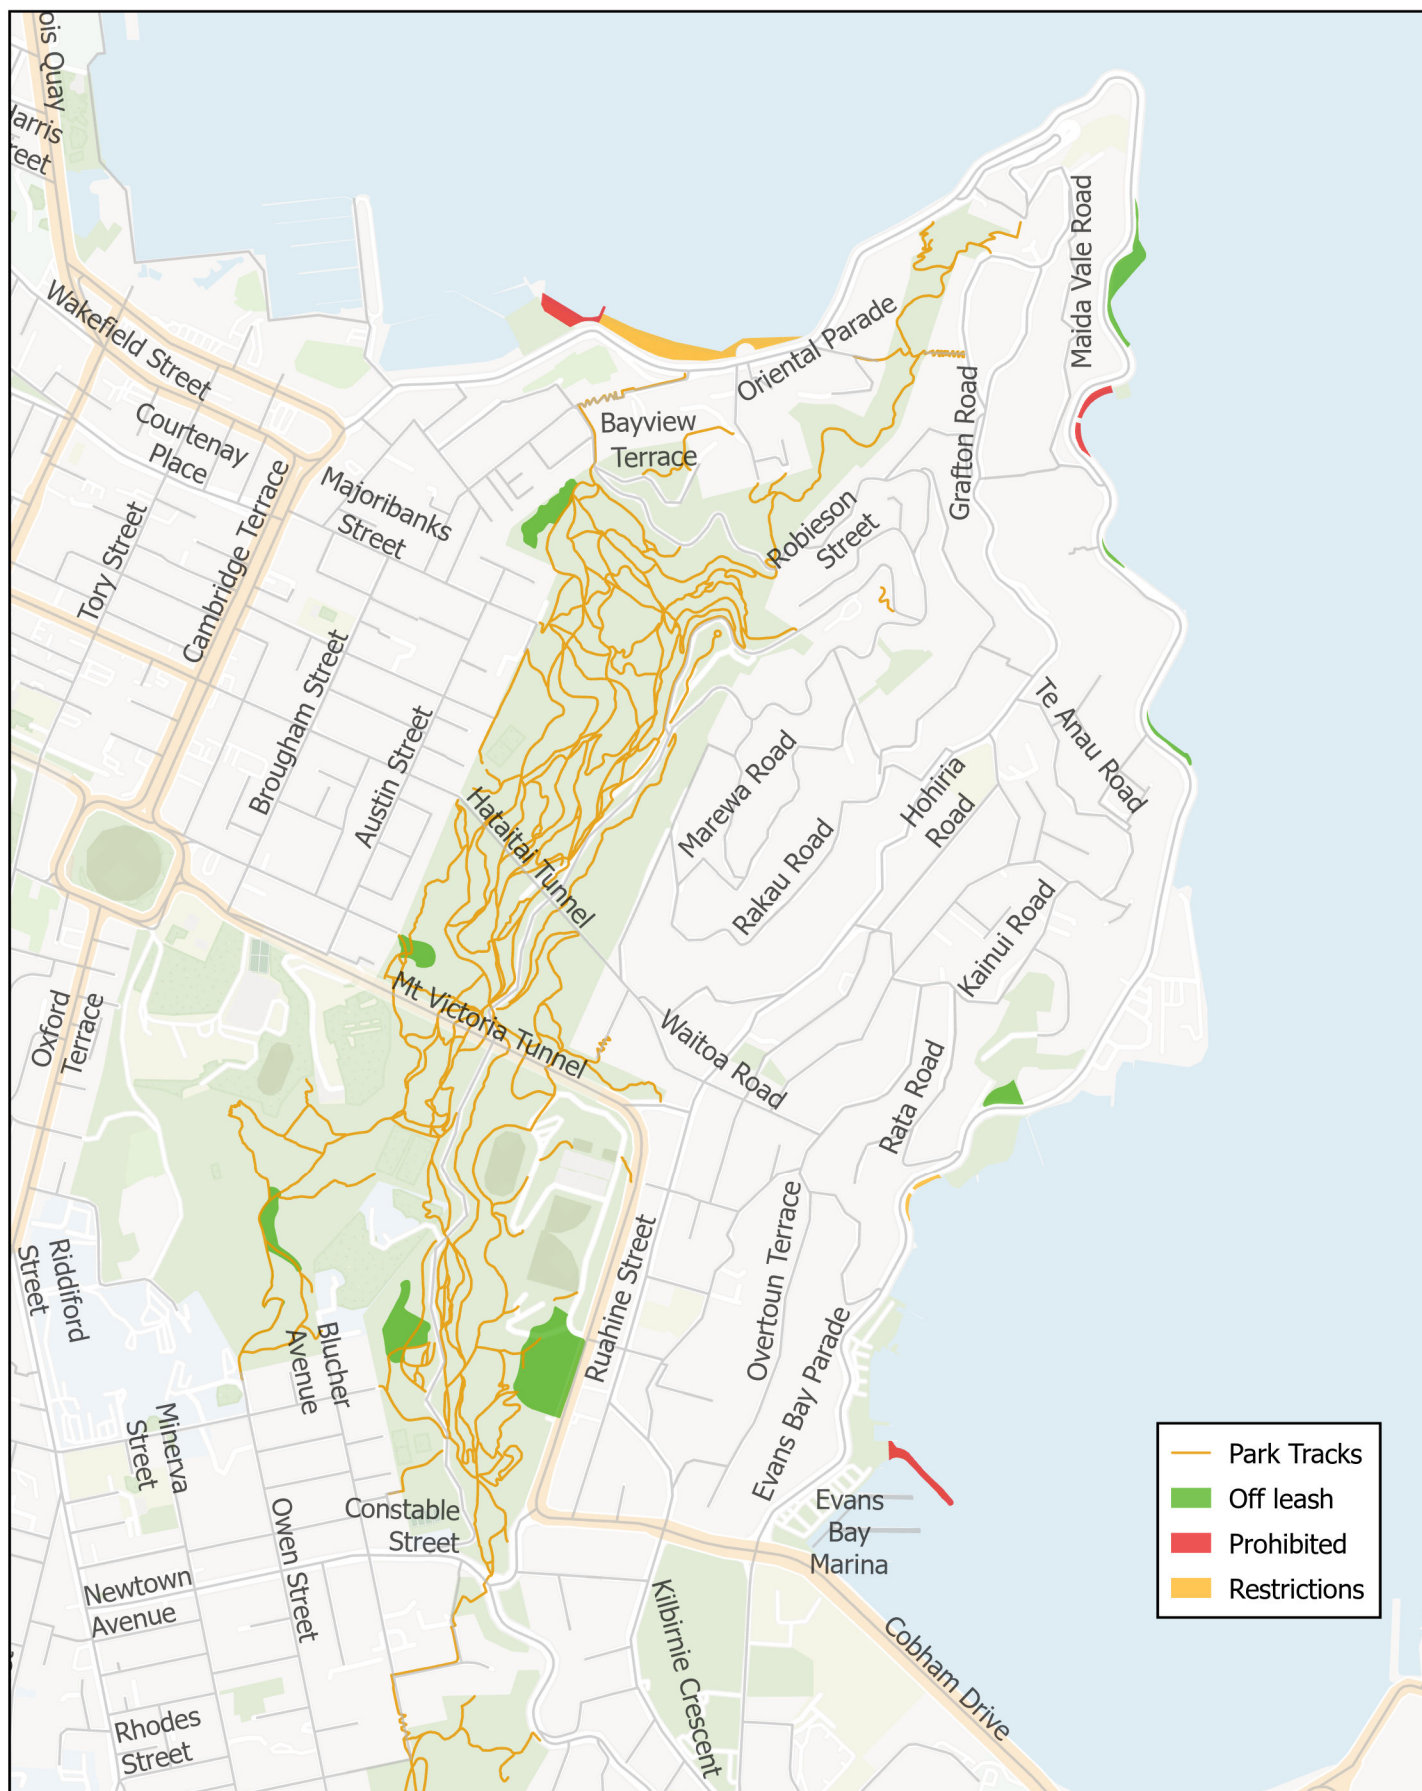 ois Quay
Harris
reet
Wakefield Street
Courtenay
Place
Tory Street
Cambridge Terrace
Majoribanks
Street
Oriental Parade
Bayview
Terrace
Maida Vale Road
Grafton Road
Robieson
Street
Brougham Street
Austin Street
Hataitai Tunnel
Marewa Road
Rakau Road
Hohiria
Road
Te Anau Road
Kainui Road
Oxford
Terrace
Mt Victoria Tunnel
Waitoa Road
Rata Road
Riddiford
Street
Ruahine Street
Overtoun Terrace
Evans Bay Parade
Blucher
Avenue
Minerva
Street
Owen Street
Constable
Street
Newtown
Avenue
Rhodes
Street
Evans
Bay
Marina
Kilbirnie Crescent
Cobham Drive
Park Tracks
Off leash
Prohibited
Restrictions